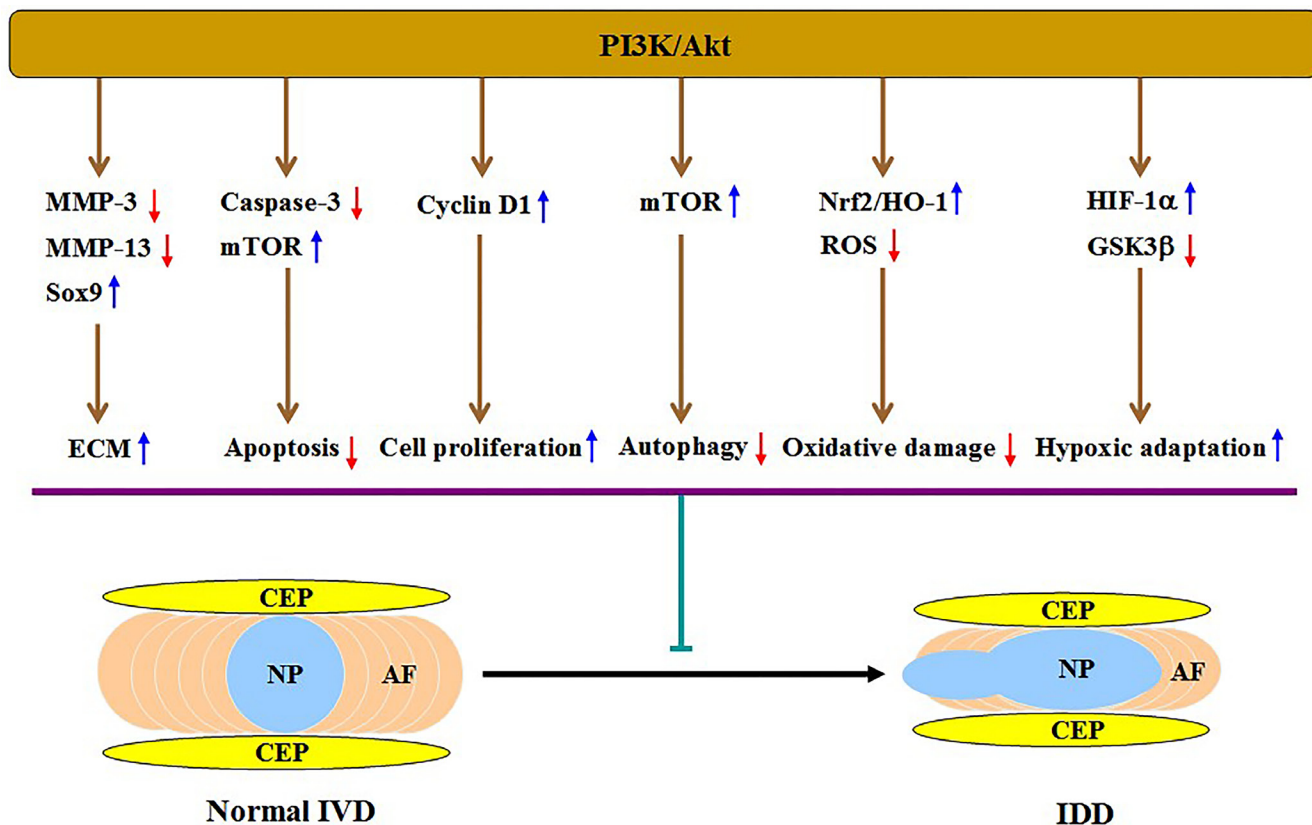 PI3K/Akt
MMP-3 ↓ Caspase-3 ↓ Cyclin D1 ↑ mTOR ↑ Nrf2/HO-1 ↑ HIF-1α ↑
MMP-13 ↓ mTOR ↑ ROS ↓ GSK3β ↓
Sox9 ↑
ECM ↑ Apoptosis ↓ Cell proliferation ↑ Autophagy ↓ Oxidative damage ↓ Hypoxic adaptation ↑
CEP CEP
NP AF NP AF
CEP CEP
Normal IVD IDD